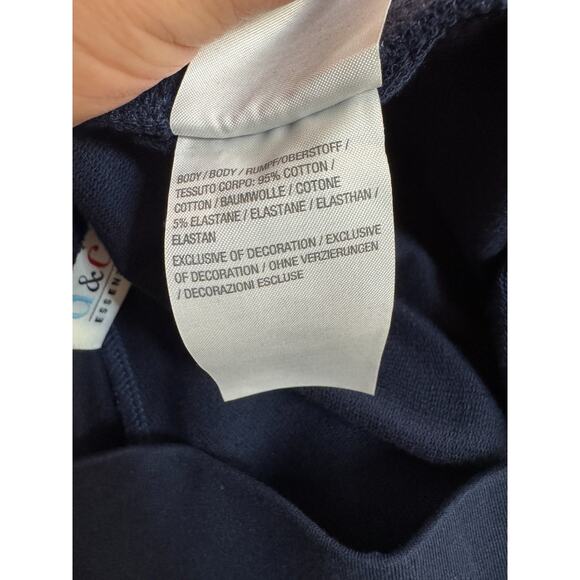 BODY / BODY / RUMPF/OBERSTOFF /
TESSUTO CORPO: 95% COTTON /
COTTON / BAUMWOLLE / COTONE
5% ELASTANE / ELASTANE / ELASTHAN /
ELASTAN
EXCLUSIVE OF DECORATION / EXCLUSIVE
OF DECORATION / OHNE VERZIERUNGEN
/ DECORAZIONI ESCLUSE
d&c
ESSEN